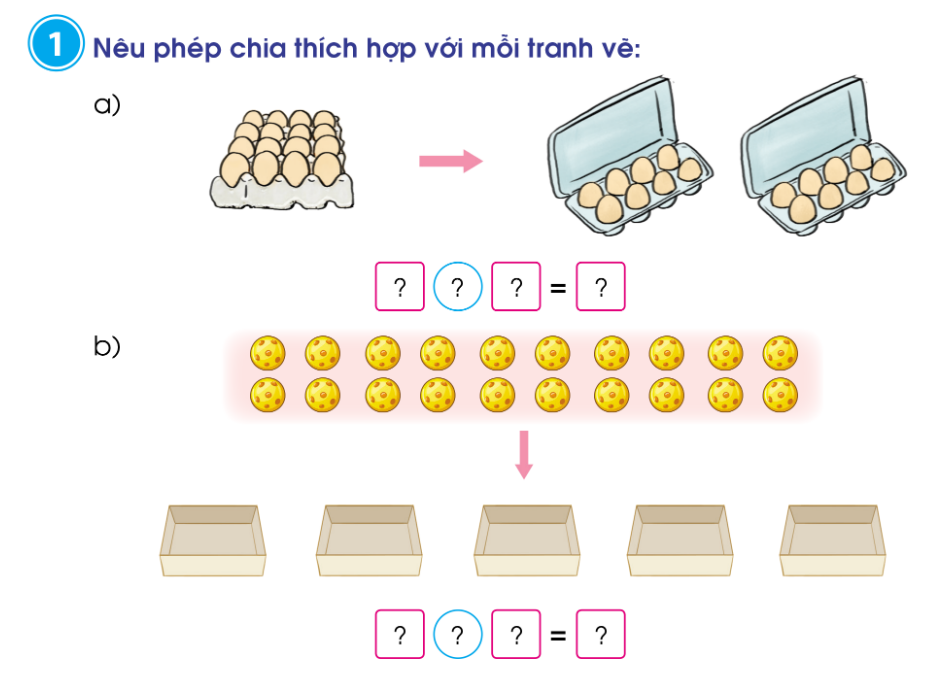 1 Nêu phép chia thích hợp với mỗi tranh vẽ:
a)
? ? ? = ?
b)
? ? ? = ?